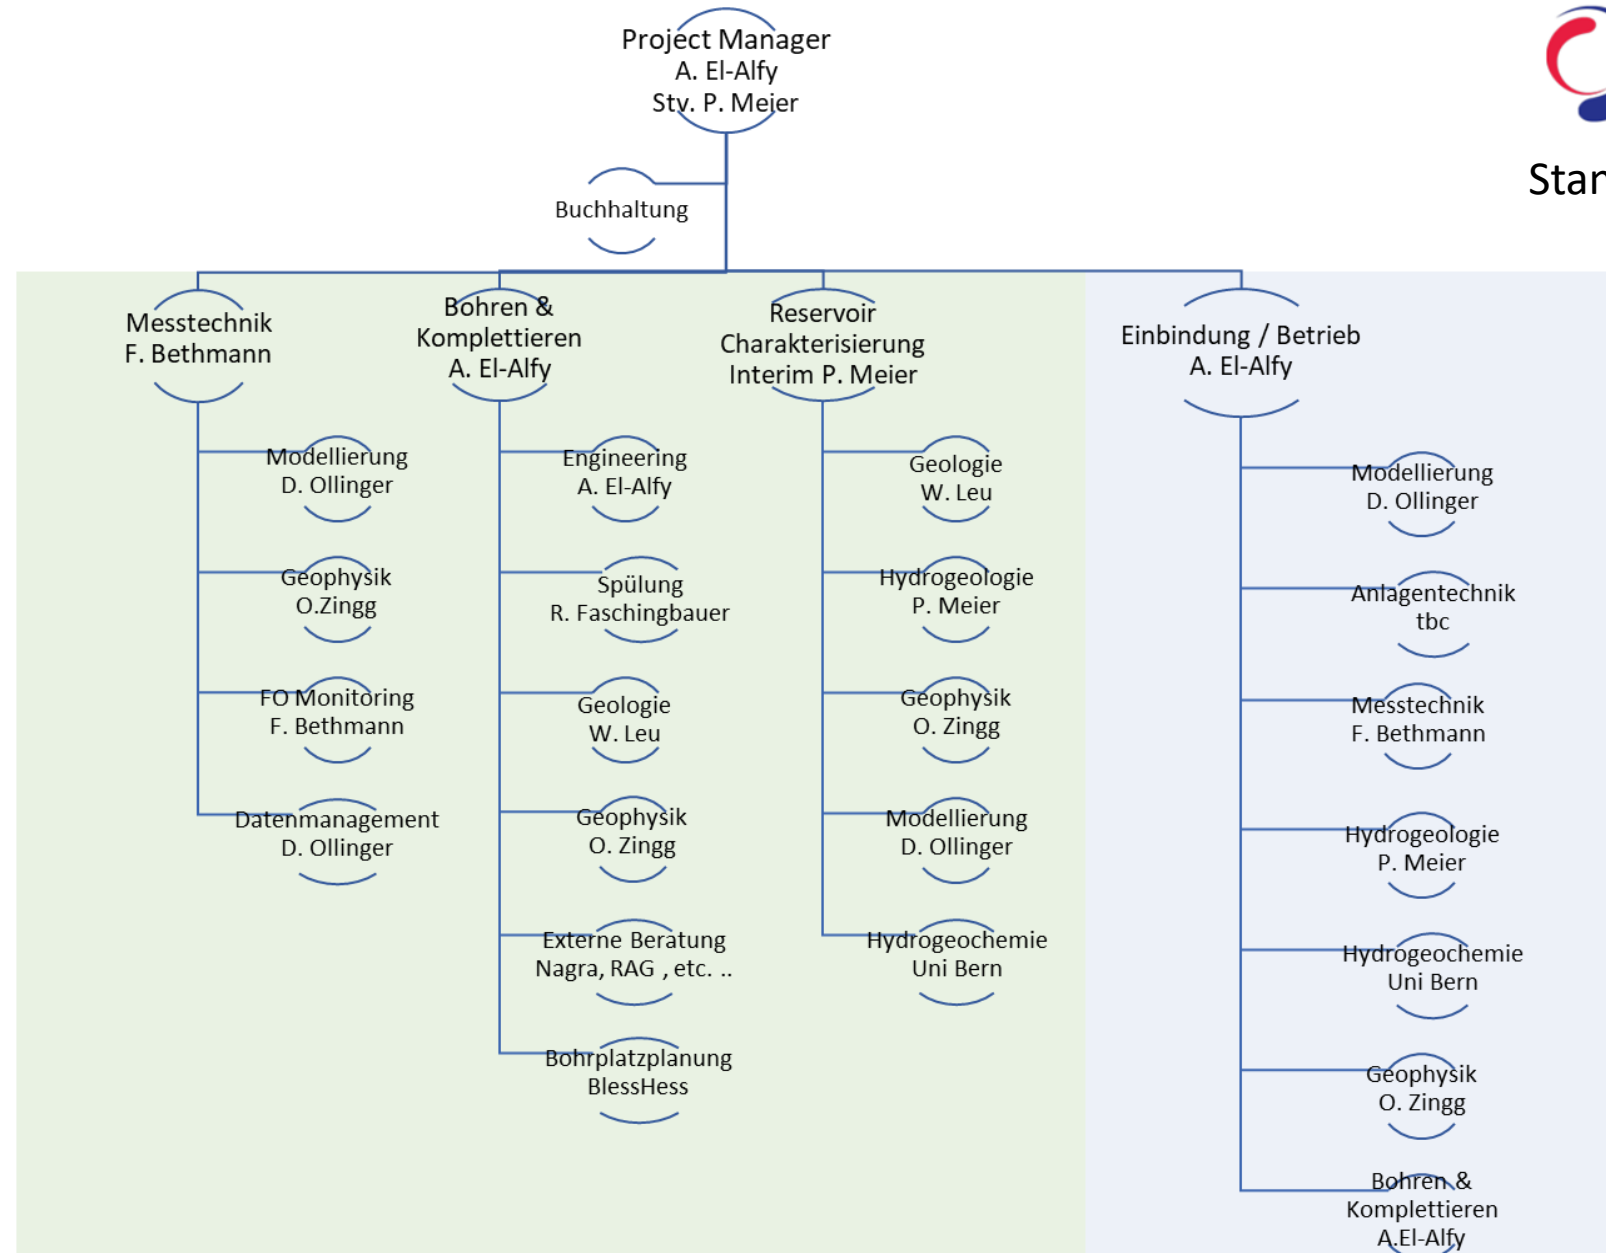 Project Manager
A. El-Alfy
Stv. P. Meier
Stan
Buchhaltung
Messtechnik
F. Bethmann
Modellierung
D. Ollinger
Geophysik
O.Zingg
FO Monitoring
F. Bethmann
Datenmanagement
D. Ollinger
Bohren &
Komplettieren
A. El-Alfy
Engineering
A. El-Alfy
Spülung
R. Faschingbauer
Geologie
W. Leu
Geophysik
O. Zingg
Externe Beratung
Nagra, RAG , etc. ..
Bohrplatzplanung
BlessHess
Reservoir
Charakterisierung
Interim P. Meier
Geologie
W. Leu
Hydrogeologie
P. Meier
Geophysik
O. Zingg
Modellierung
D. Ollinger
Hydrogeochemie
Uni Bern
Einbindung / Betrieb
A. El-Alfy
Modellierung
D. Ollinger
Anlagentechnik
tbc
Messtechnik
F. Bethmann
Hydrogeologie
P. Meier
Hydrogeochemie
Uni Bern
Geophysik
O. Zingg
Bohren &
Komplettieren
A.El-Alfy